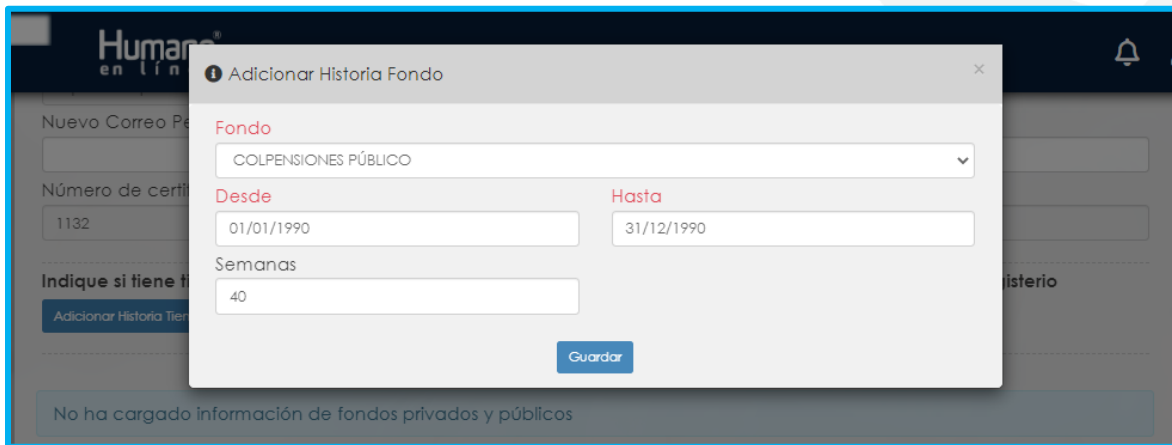 Humano®
en lín
Adicionar Historia Fondo
×
Nuevo Correo Pe
Fondo
COLPENSIONES PÚBLICO
Número de certi
Desde
Hasta
1132
01/01/1990
31/12/1990
Semanas
Indique si tiene ti
gisterio
40
Adicionar Historia Tiem
Guardar
No ha cargado información de fondos privados y públicos